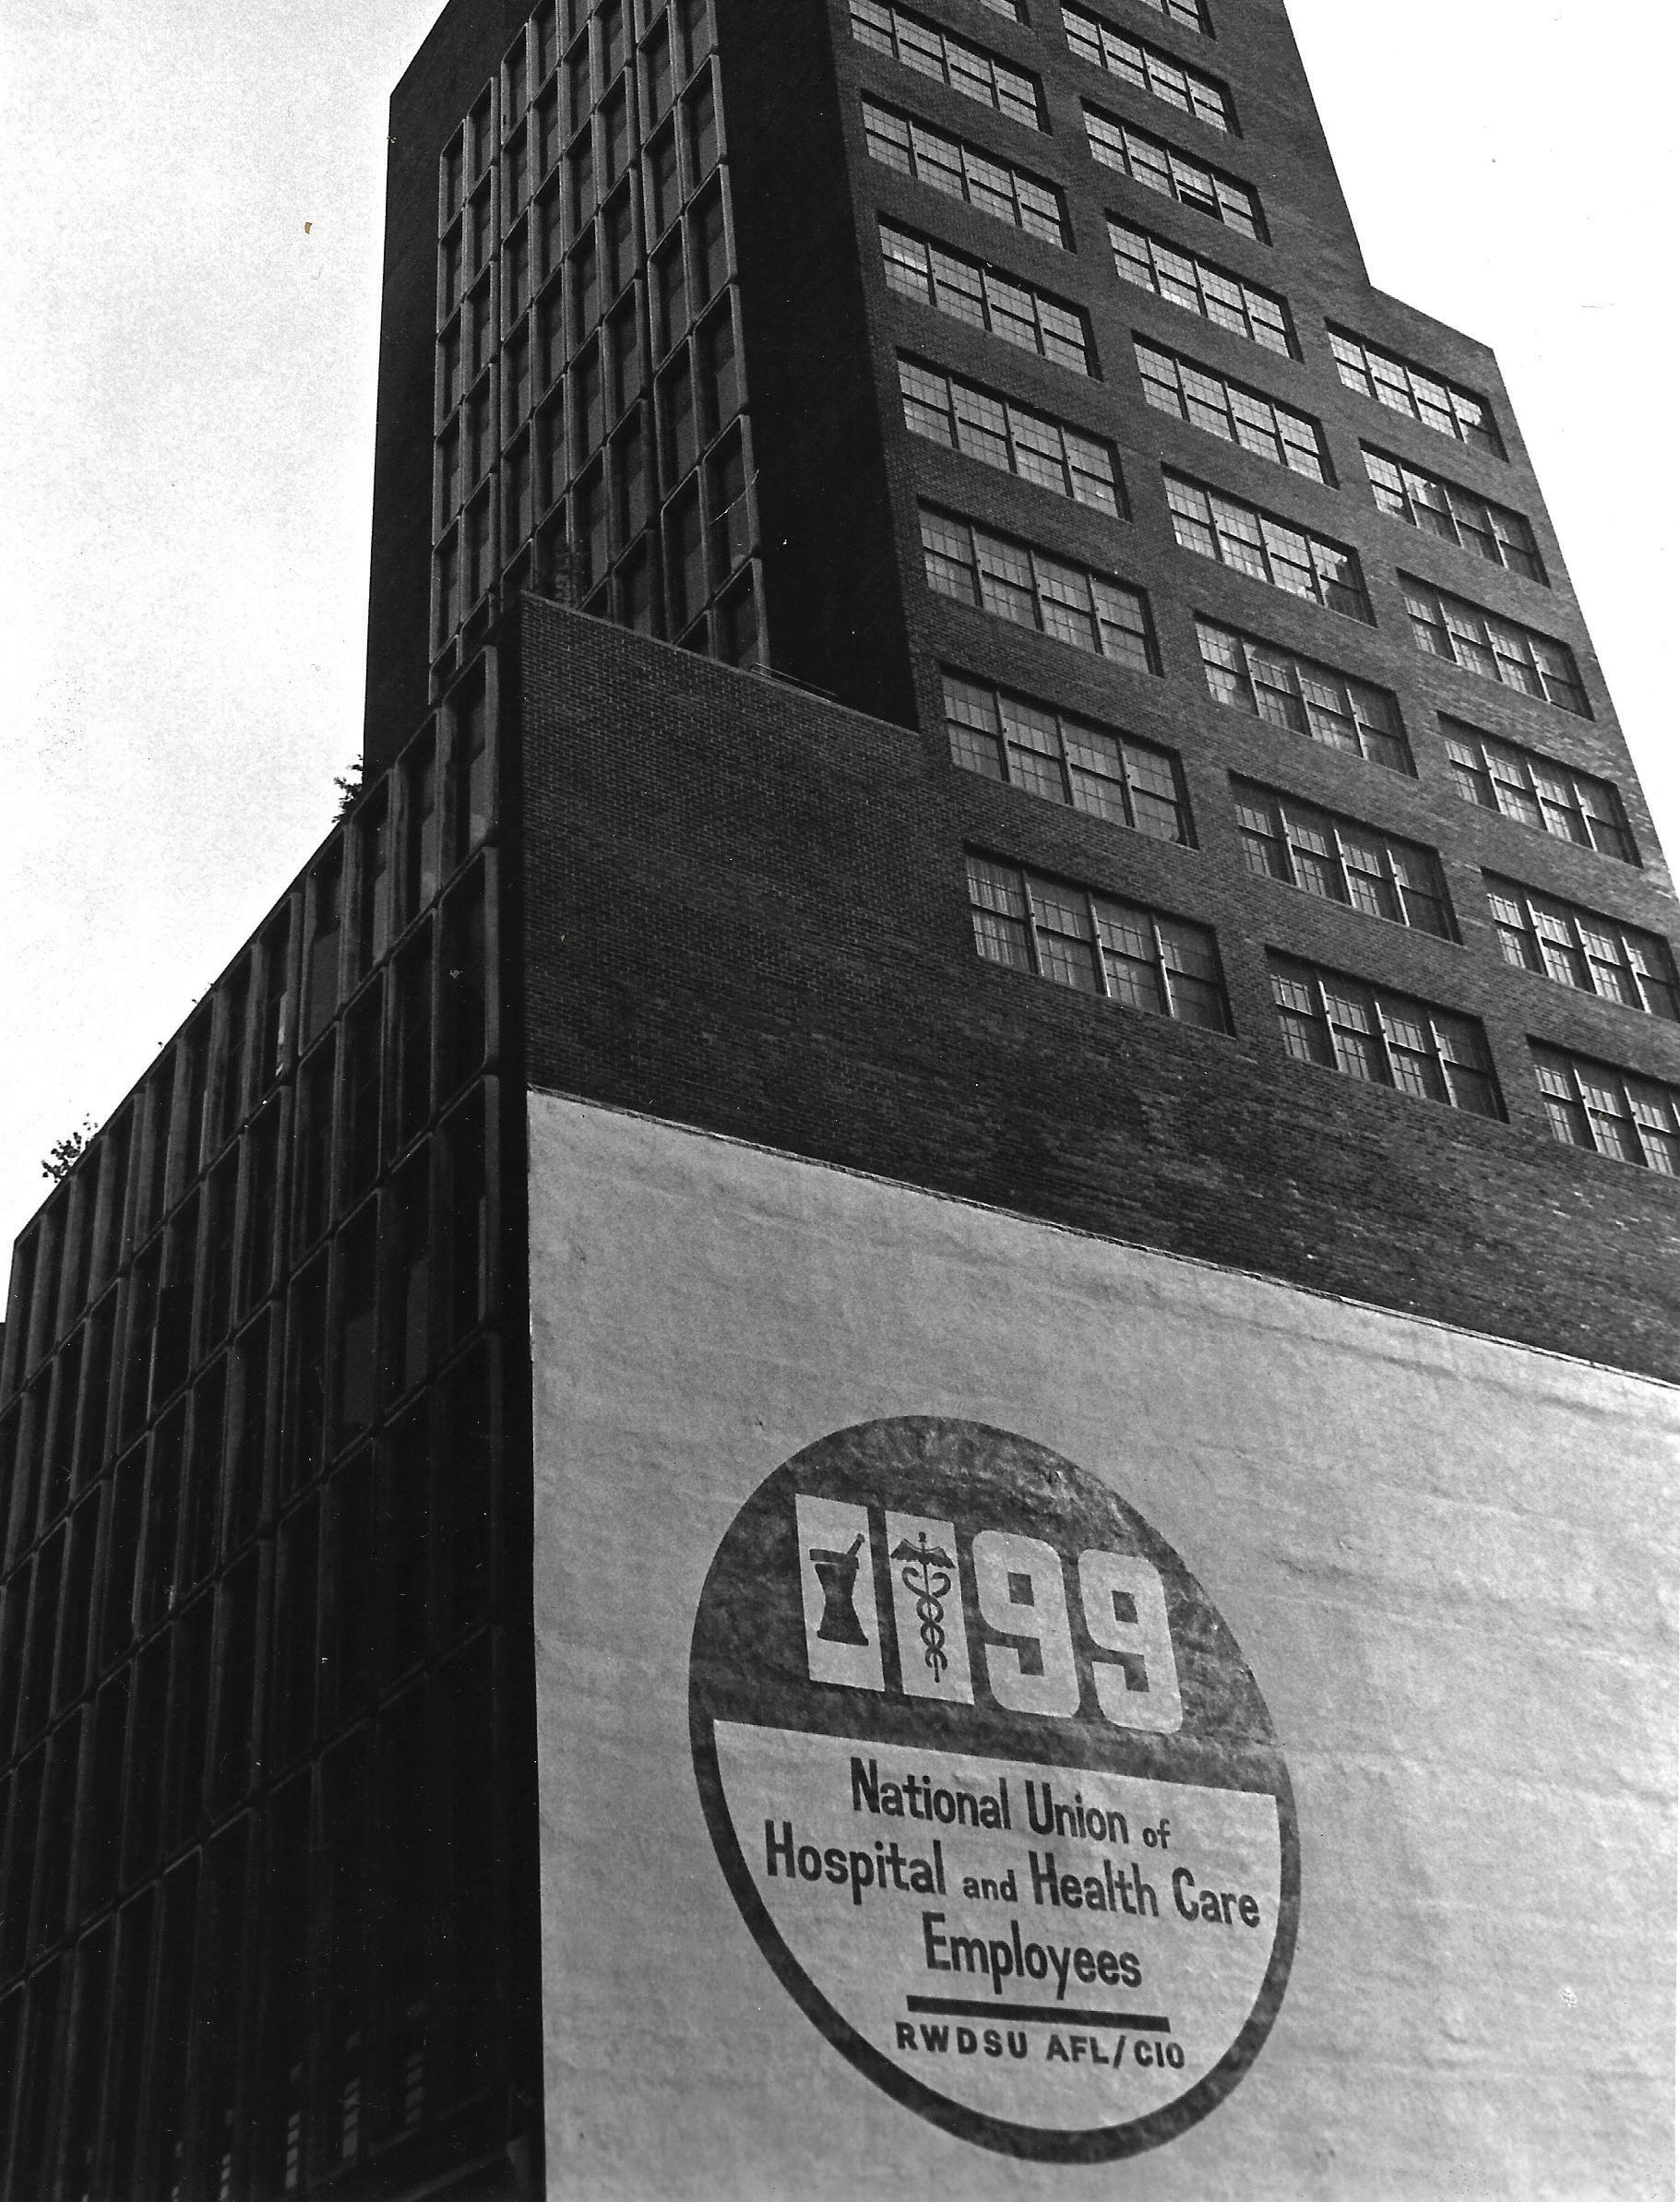 1199
National Union of
Hospital and Health Care
Employees
RWDSU AFL/CIO